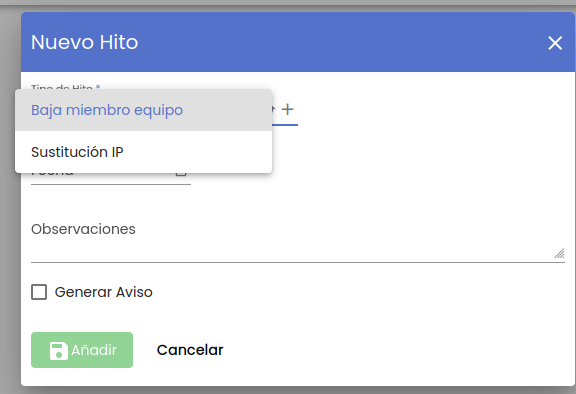 Nuevo Hito
Tipo de Hito *
Baja miembro equipo
Sustitución IP
Fecha
Observaciones
Generar Aviso
Añadir
Cancelar